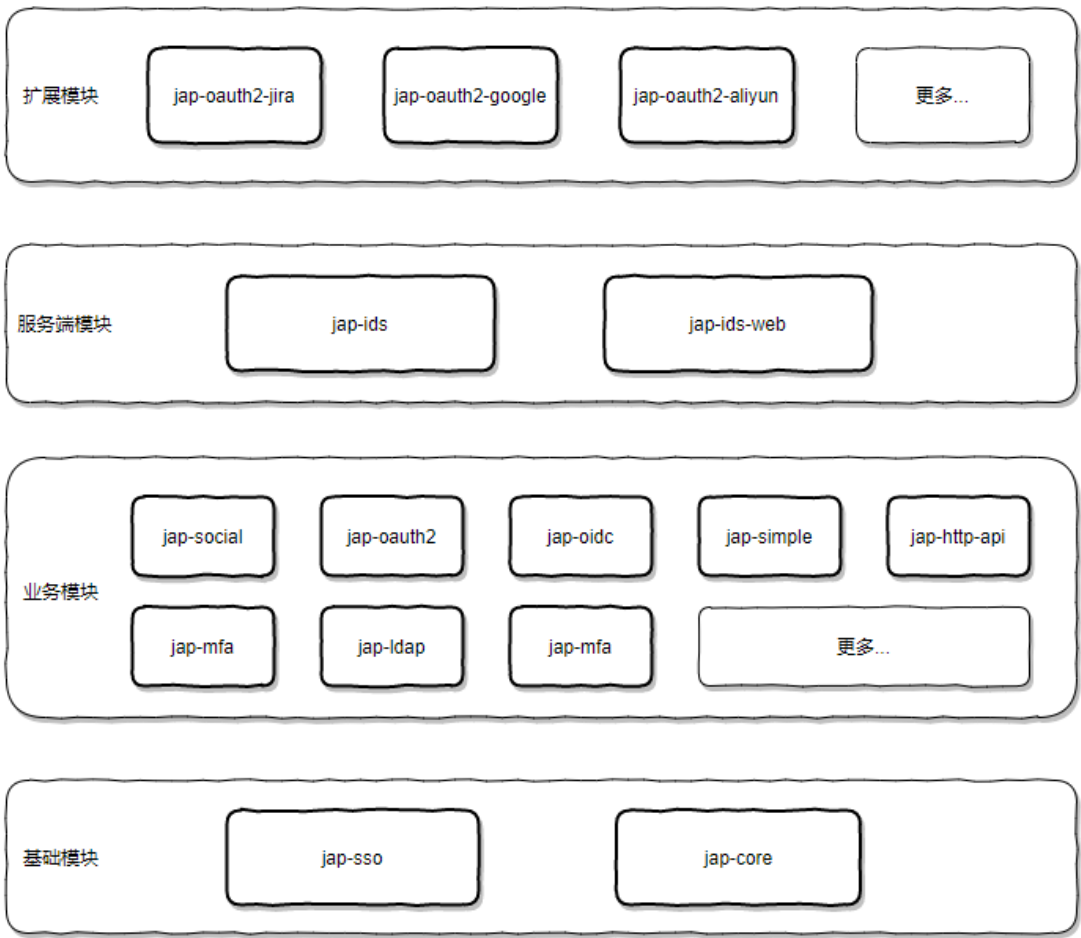 扩展模块
jap-oauth2-jira
jap-oauth2-google
jap-oauth2-aliyun
更多...
服务端模块
jap-ids
jap-ids-web
业务模块
jap-social
jap-oauth2
jap-oidc
jap-simple
jap-http-api
jap-mfa
jap-ldap
jap-mfa
更多...
基础模块
jap-sso
jap-core